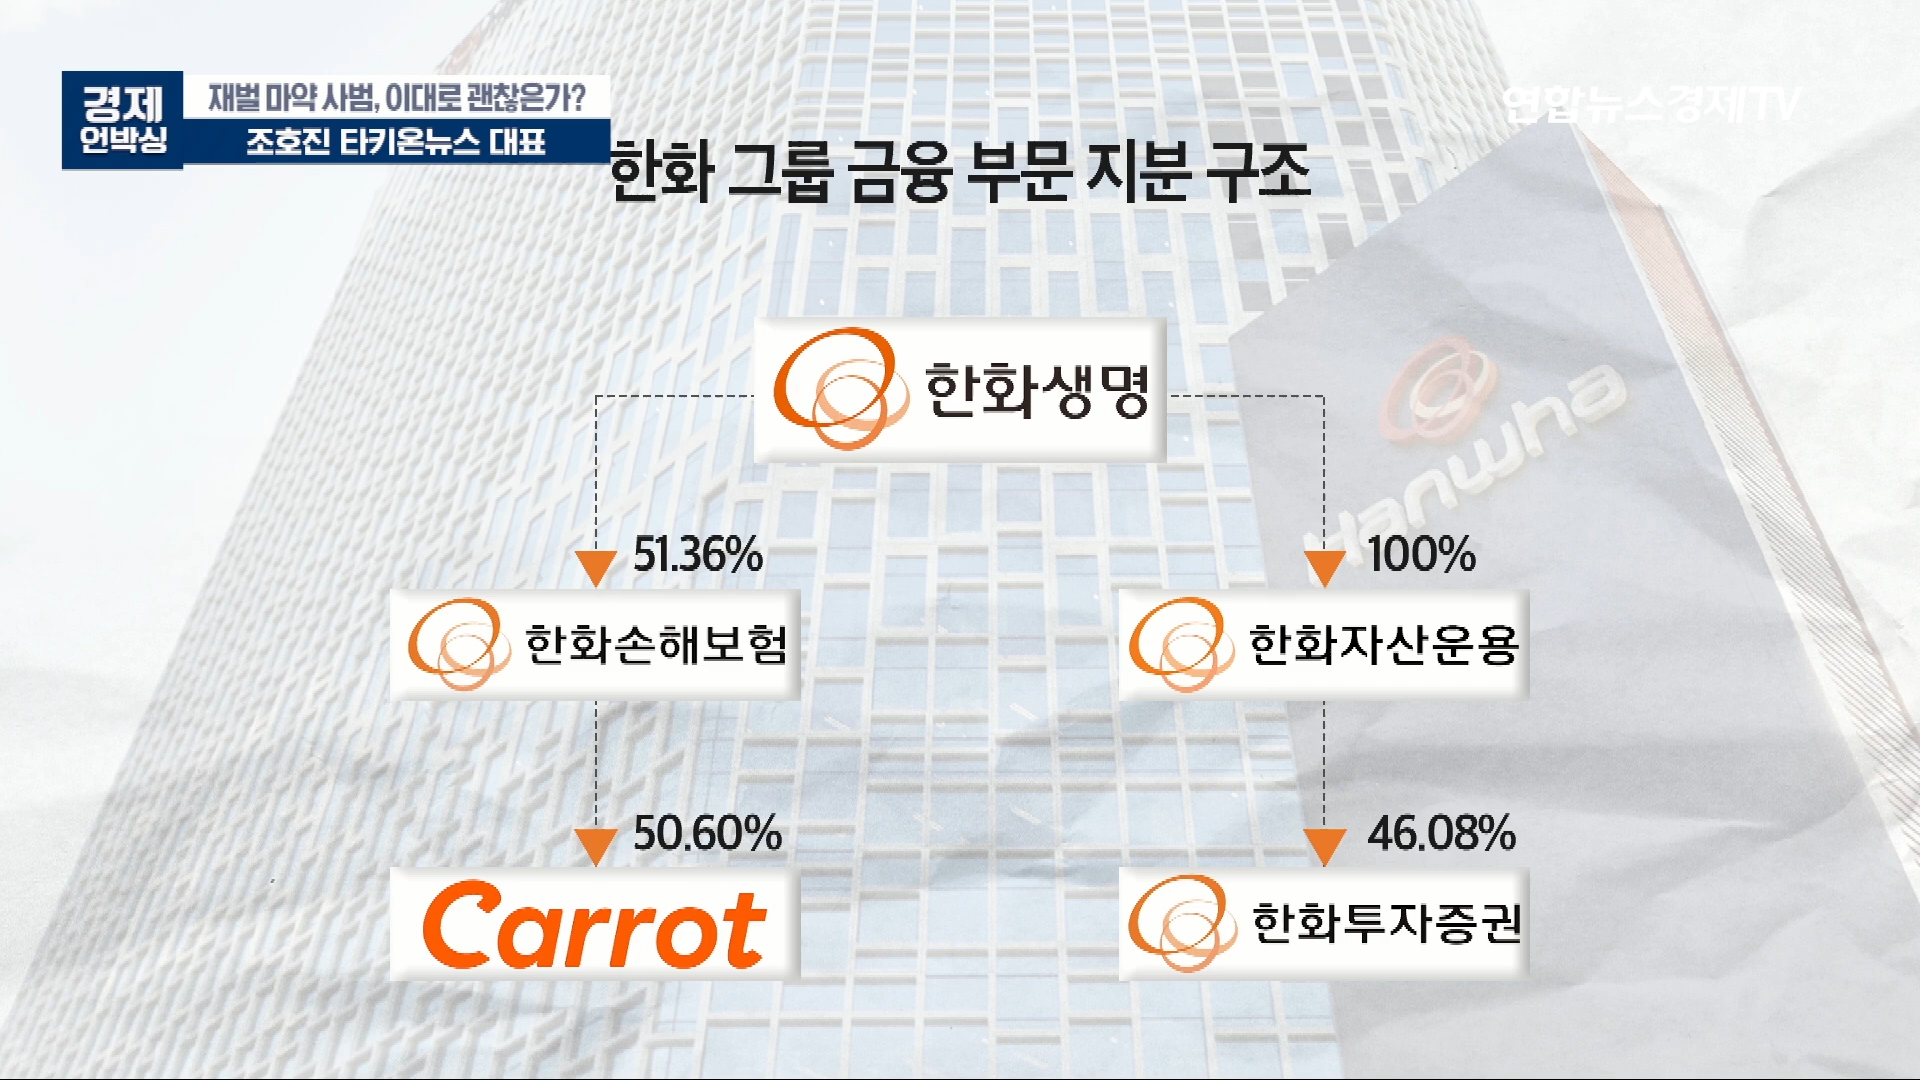 경제
언박싱
재벌 마약 사범, 이대로 괜찮은가?
조호진 타키온뉴스 대표
연합뉴스경제TV
한화 그룹 금융 부문 지분 구조
한화생명
Hanwha
51.36%
100%
한화손해보험
한화자산운용
50.60%
46.08%
Carrot
한화투자증권